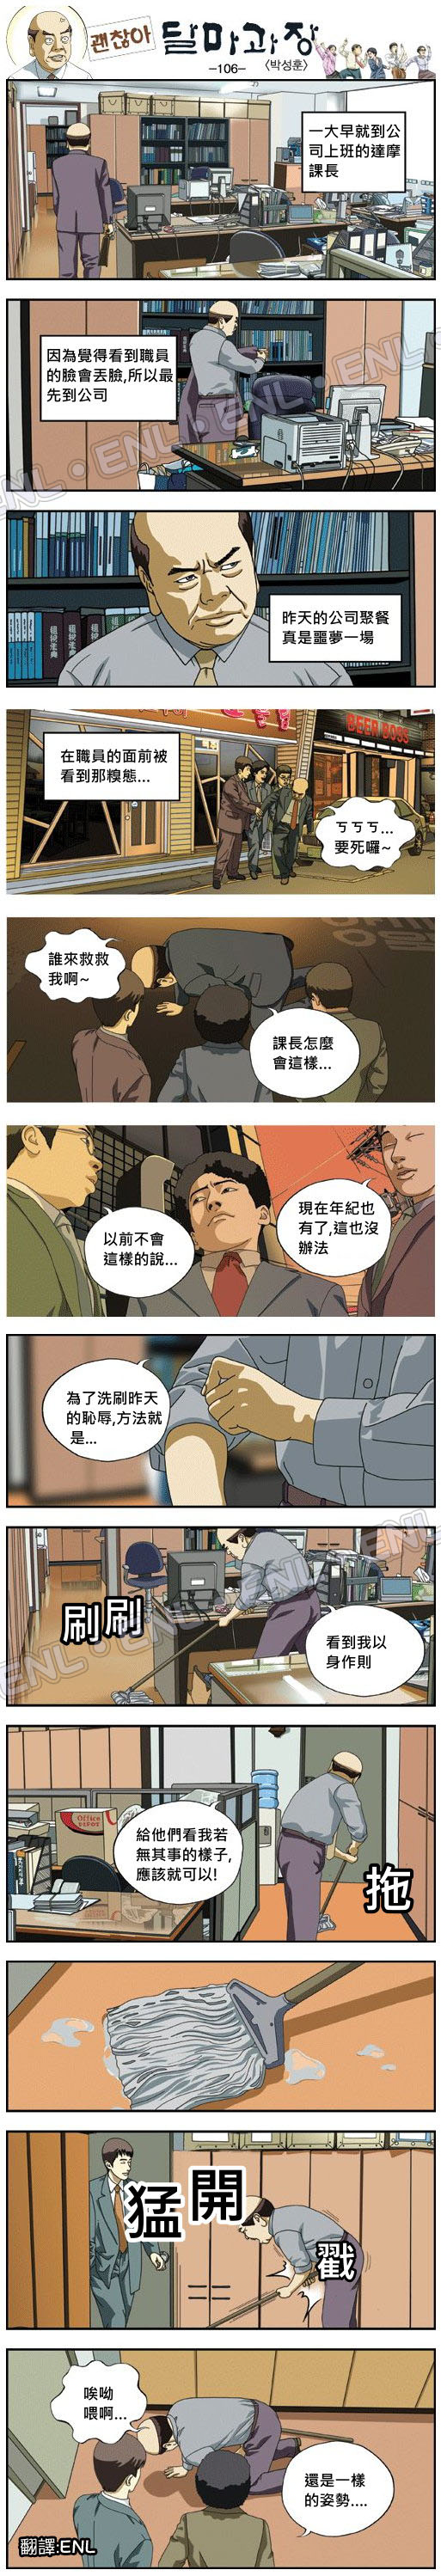 괜찮아 달마과장
-106-
〈박성훈〉
一大早就到公
司上班的達摩
課長
因為覺得看到職員
的臉會丟臉,所以最
先到公司
昨天的公司聚餐
真是噩夢一場
BEER BOSS
在職員的面前被
看到那糗態...
ㄎㄎㄎ...
要死囉~
誰來救救
我啊~
課長怎麼
會這樣...
以前不會
這樣的說...
現在年紀也
有了,這也沒
辦法
為了洗刷昨天
的恥辱,方法就
是...
刷刷
看到我以
身作則
Office
DEPOT
給他們看我若
無其事的樣子,
應該就可以!
拖
猛開
戳
唉呦
喂啊...
還是一樣
的姿勢....
翻譯:ENL